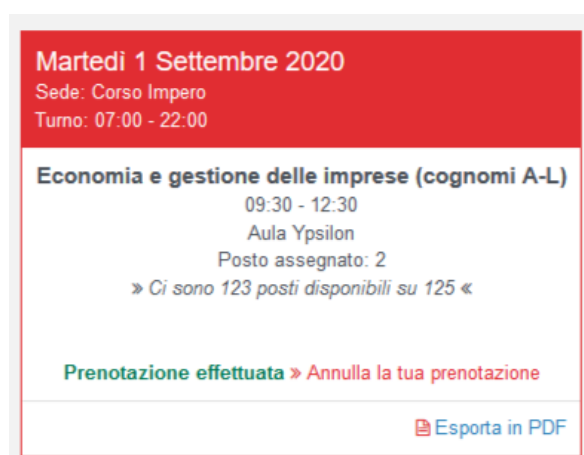 Martedì 1 Settembre 2020
Sede: Corso Impero
Turno: 07:00 - 22:00
Economia e gestione delle imprese (cognomi A-L)
09:30 - 12:30
Aula Ypsilon
Posto assegnato: 2
» Ci sono 123 posti disponibili su 125 «
Prenotazione effettuata » Annulla la tua prenotazione
Esporta in PDF